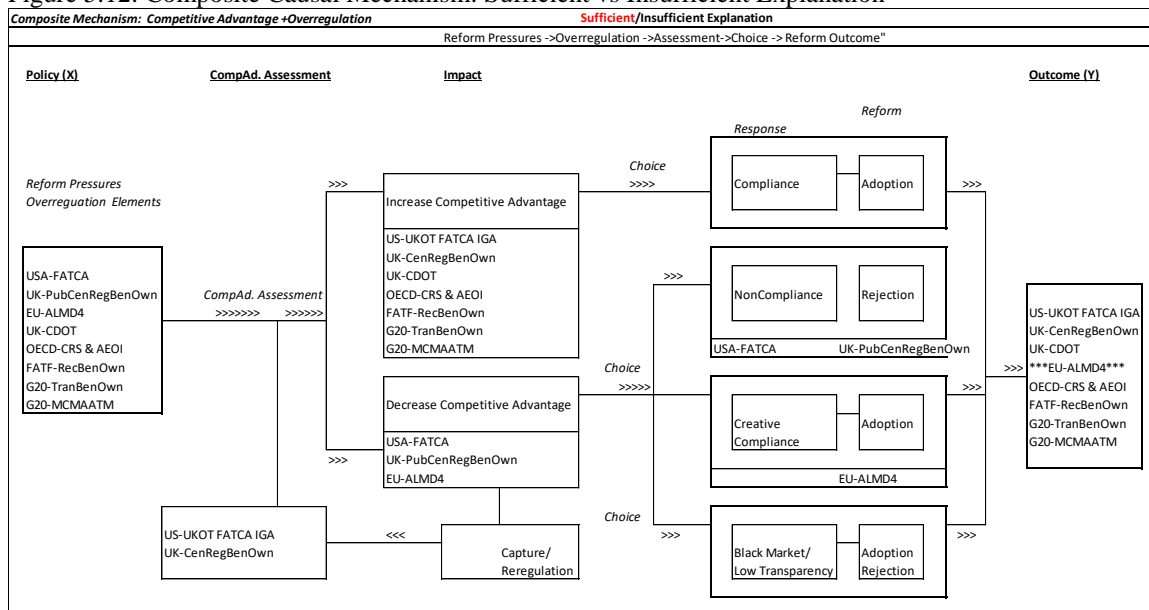 Figure 5.12: Composite Causal Mechanism: Sufficient vs Insufficient Explanation
Composite Mechanism: Competitive Advantage +Overregulation
Sufficient/Insufficient Explanation
Reform Pressures ->Overregulation ->Assessment->Choice -> Reform Outcome"
Policy (X)
CompAd. Assessment
Impact
Outcome (Y)
Reform Pressures
Overreguation Elements
USA-FATCA
UK-PubCenRegBenOwn
EU-ALMD4
UK-CDOT
OECD-CRS & AEOI
FATF-RecBenOwn
G20-TranBenOwn
G20-MCMAATM
CompAd. Assessment
>>>>>>>
>>>>>>
>>>
>>>
Increase Competitive Advantage
US-UKOT FATCA IGA
UK-CenRegBenOwn
UK-CDOT
OECD-CRS & AEOI
FATF-RecBenOwn
G20-TranBenOwn
G20-MCMAATM
Decrease Competitive Advantage
USA-FATCA
UK-PubCenRegBenOwn
EU-ALMD4
Capture/
Reregulation
<<<
US-UKOT FATCA IGA
UK-CenRegBenOwn
Choice
>>>>
Choice
>>>>>
>>>
Choice
>>>
Response
Reform
Compliance
Adoption
>>>
NonCompliance
Rejection
USA-FATCA
UK-PubCenRegBenOwn
Creative
Compliance
Adoption
EU-ALMD4
>>>
Black Market/
Low Transparency
Adoption
Rejection
>>>
>>>
US-UKOT FATCA IGA
UK-CenRegBenOwn
UK-CDOT
***EU-ALMD4***
OECD-CRS & AEOI
FATF-RecBenOwn
G20-TranBenOwn
G20-MCMAATM